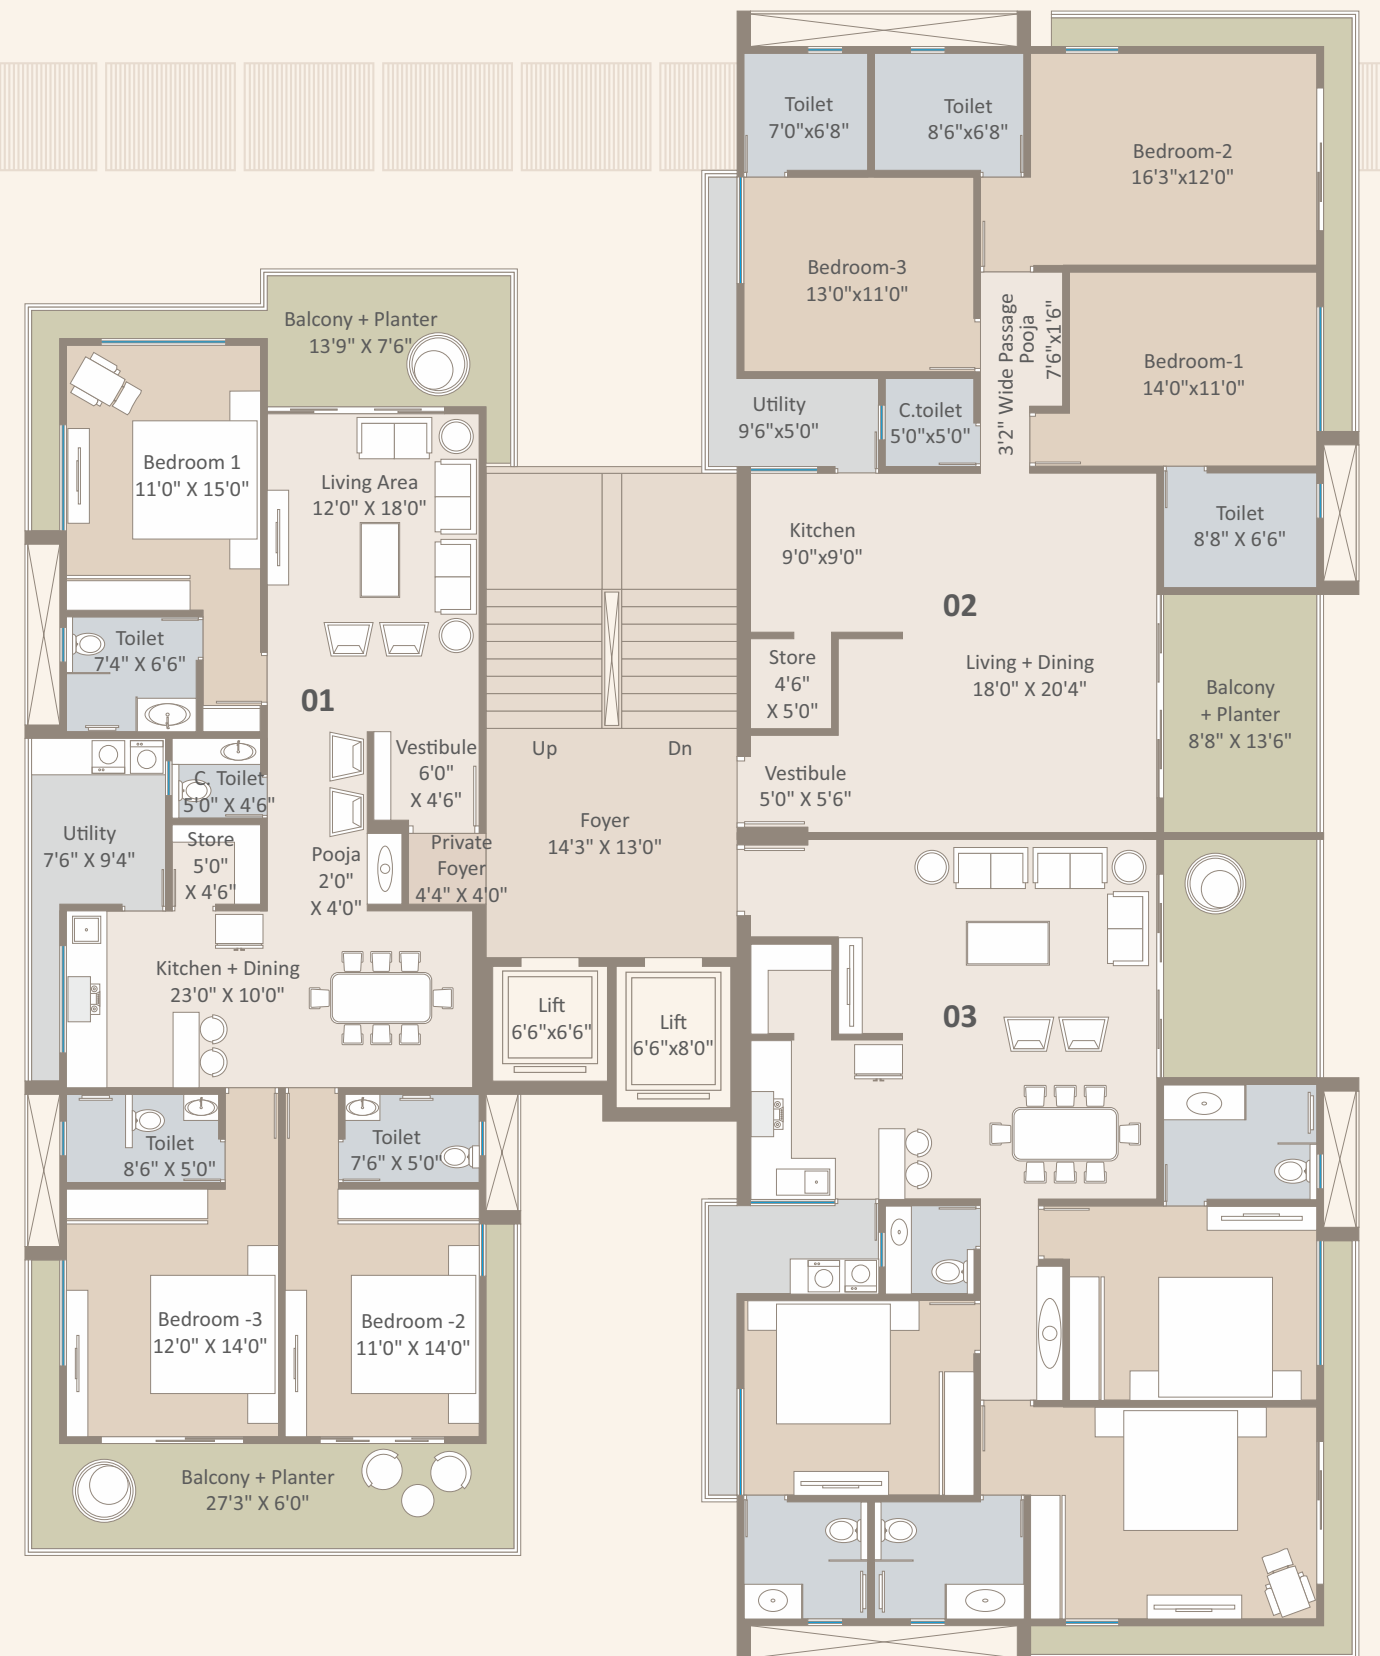 Toilet
7'0"x6'8"
Toilet
8'6"x6'8"
Bedroom-2
16'3"x12'0"
Bedroom-3
13'0"x11'0"
3'2" Wide Passage
Pooja
7'6"x1'6"
Bedroom-1
14'0"x11'0"
Utility
9'6"x5'0"
C.toilet
5'0"x5'0"
Kitchen
9'0"x9'0"
Toilet
8'8" X 6'6"
02
Store
4'6"
X 5'0"
Living + Dining
18'0" X 20'4"
Balcony
+ Planter
8'8" X 13'6"
Vestibule
5'0" X 5'6"
Balcony + Planter
13'9" X 7'6"
Bedroom 1
11'0" X 15'0"
Living Area
12'0" X 18'0"
Toilet
7'4" X 6'6"
01
Vestibule
6'0"
X 4'6"
C. Toilet
5'0" X 4'6"
Utility
7'6" X 9'4"
Store
5'0"
X 4'6"
Pooja
2'0"
X 4'0"
Private
Foyer
4'4" X 4'0"
Up
Dn
Foyer
14'3" X 13'0"
Kitchen + Dining
23'0" X 10'0"
Lift
6'6"x6'6"
Lift
6'6"x8'0"
03
Toilet
8'6" X 5'0"
Toilet
7'6" X 5'0"
Bedroom -3
12'0" X 14'0"
Bedroom -2
11'0" X 14'0"
Balcony + Planter
27'3" X 6'0"